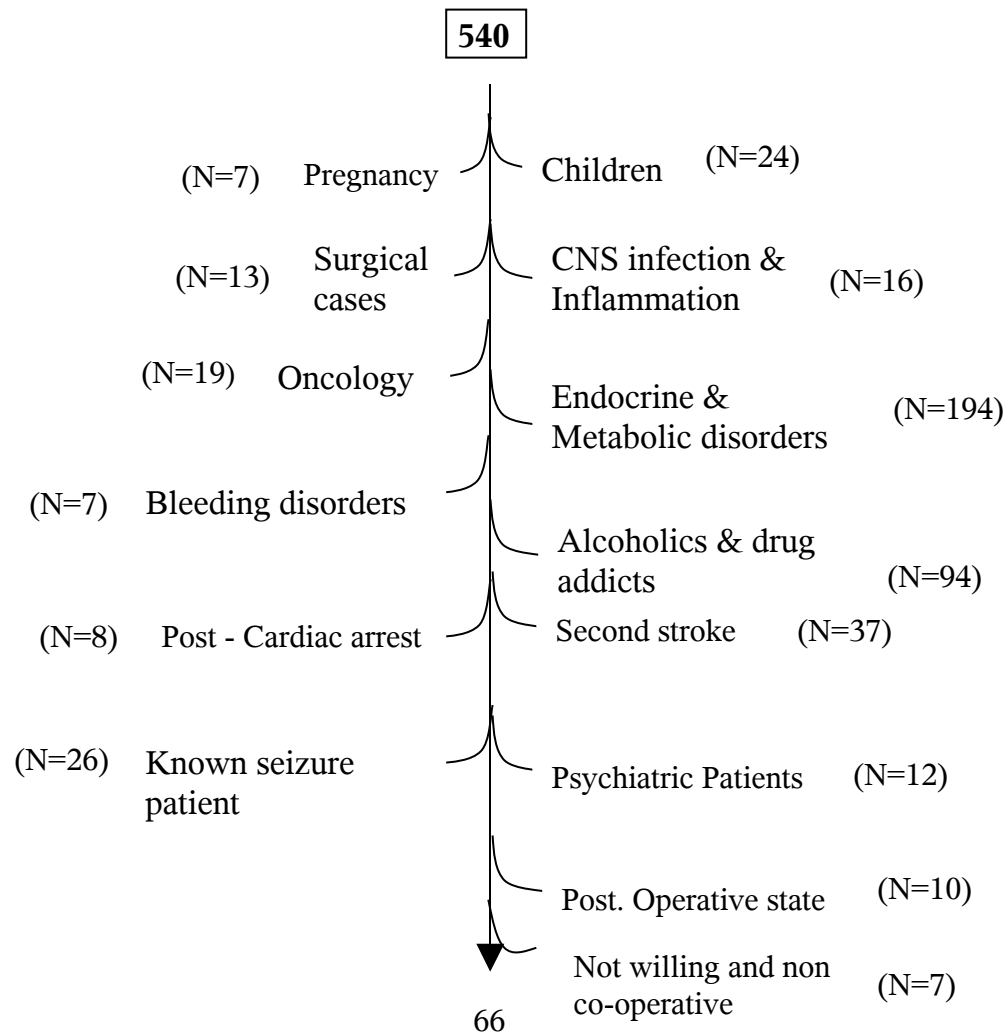 540
(N=7) Pregnancy
Children (N=24)
(N=13) Surgical
cases
CNS infection &
Inflammation (N=16)
(N=19) Oncology
Endocrine &
Metabolic disorders (N=194)
(N=7) Bleeding disorders
Alcoholics & drug
addicts (N=94)
(N=8) Post - Cardiac arrest
Second stroke (N=37)
(N=26) Known seizure
patient
Psychiatric Patients (N=12)
Post. Operative state (N=10)
Not willing and non
co-operative (N=7)
66